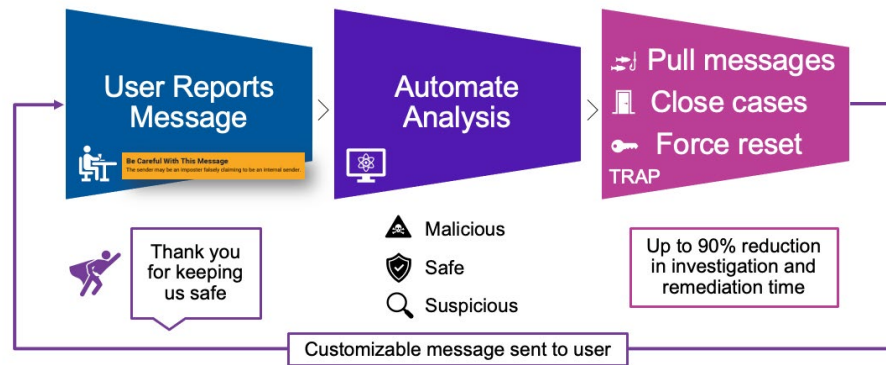 User Reports
Message
Be Careful With This Message
The sender may be an imposter falsely claiming to be an internal sender.
Automate
Analysis
Pull messages
Close cases
Force reset
TRAP
Thank you
for keeping
us safe
Malicious
Safe
Suspicious
Up to 90% reduction
in investigation and
remediation time
Customizable message sent to user